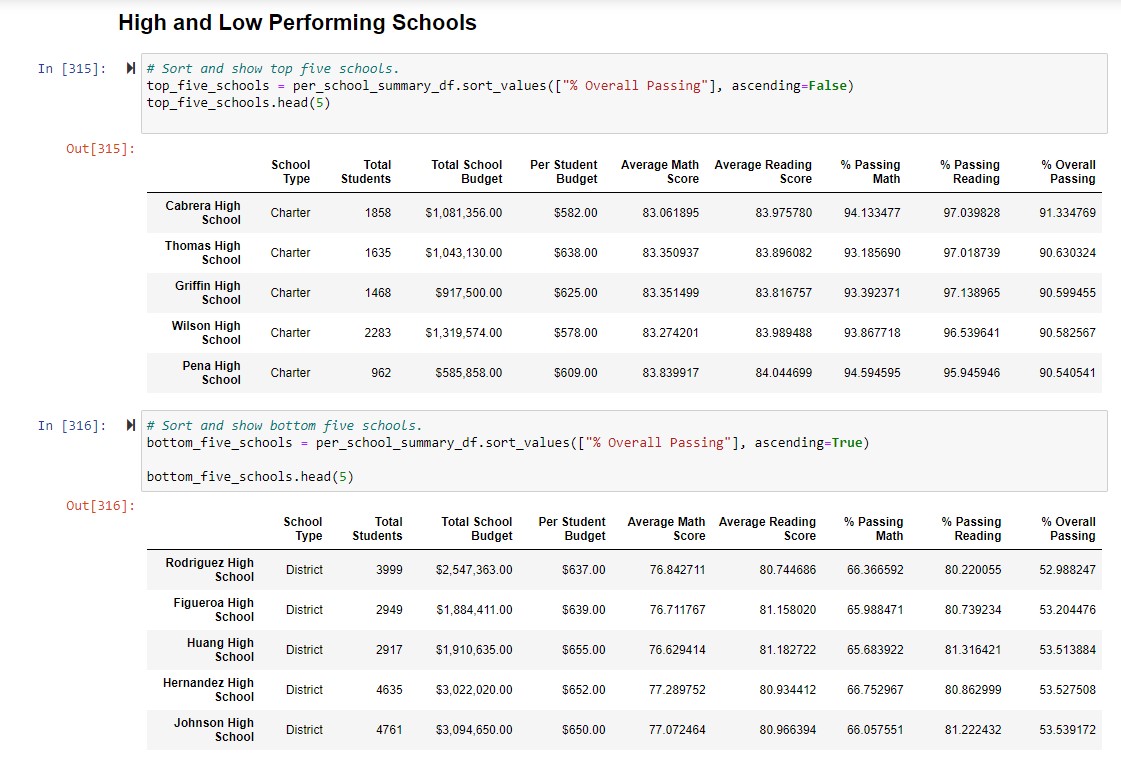 High and Low Performing Schools
In [315]:
# Sort and show top five schools.
top_five_schools = per_school_summary_df.sort_values(["% Overall Passing"], ascending=False)
top_five_schools.head(5)
Out[315]:
School Type Total Students Total School Budget Per Student Budget Average Math Score Average Reading Score % Passing Math % Passing Reading % Overall Passing
Cabrera High School Charter 1858 $1,081,356.00 $582.00 83.061895 83.975780 94.133477 97.039828 91.334769
Thomas High School Charter 1635 $1,043,130.00 $638.00 83.350937 83.896082 93.185690 97.018739 90.630324
Griffin High School Charter 1468 $917,500.00 $625.00 83.351499 83.816757 93.392371 97.138965 90.599455
Wilson High School Charter 2283 $1,319,574.00 $578.00 83.274201 83.989488 93.867718 96.539641 90.582567
Pena High School Charter 962 $585,858.00 $609.00 83.839917 84.044699 94.594595 95.945946 90.540541
In [316]:
# Sort and show bottom five schools.
bottom_five_schools = per_school_summary_df.sort_values(["% Overall Passing"], ascending=True)
bottom_five_schools.head(5)
Out[316]:
School Type Total Students Total School Budget Per Student Budget Average Math Score Average Reading Score % Passing Math % Passing Reading % Overall Passing
Rodriguez High School District 3999 $2,547,363.00 $637.00 76.842711 80.744686 66.366592 80.220055 52.988247
Figueroa High School District 2949 $1,884,411.00 $639.00 76.711767 81.158020 65.988471 80.739234 53.204476
Huang High School District 2917 $1,910,635.00 $655.00 76.629414 81.182722 65.683922 81.316421 53.513884
Hernandez High School District 4635 $3,022,020.00 $652.00 77.289752 80.934412 66.752967 80.862999 53.527508
Johnson High School District 4761 $3,094,650.00 $650.00 77.072464 80.966394 66.057551 81.222432 53.539172